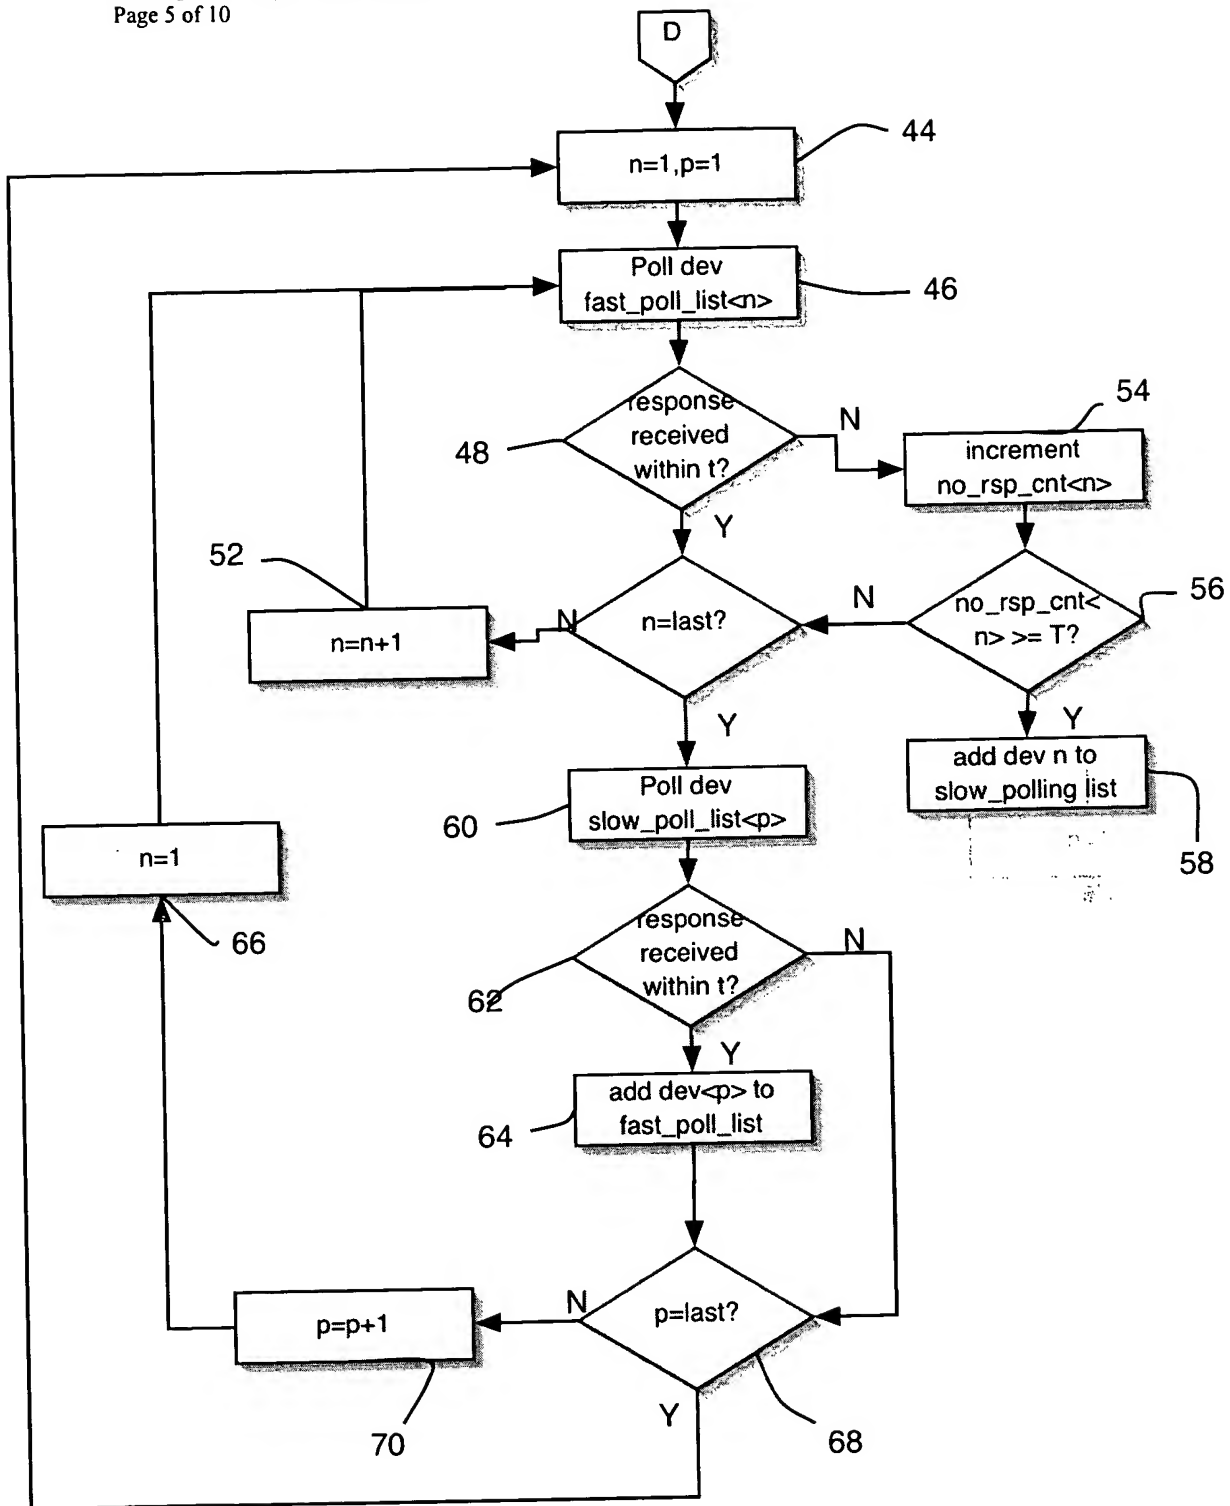 Page 5 of 10
D
44
n=1,p=1
Poll dev
fast_poll_list<n>
46
response
received
within t?
48
N
54
increment
no_rsp_cnt<n>
Y
52
n=n+1
N
n=last?
N
no_rsp_cnt<
n> >= T?
56
Y
Y
Poll dev
slow_poll_list<p>
60
add dev n to
slow_polling list
58
n=1
66
response
received
within t?
62
N
Y
add dev<p> to
fast_poll_list
64
p=p+1
70
N
p=last?
68
Y